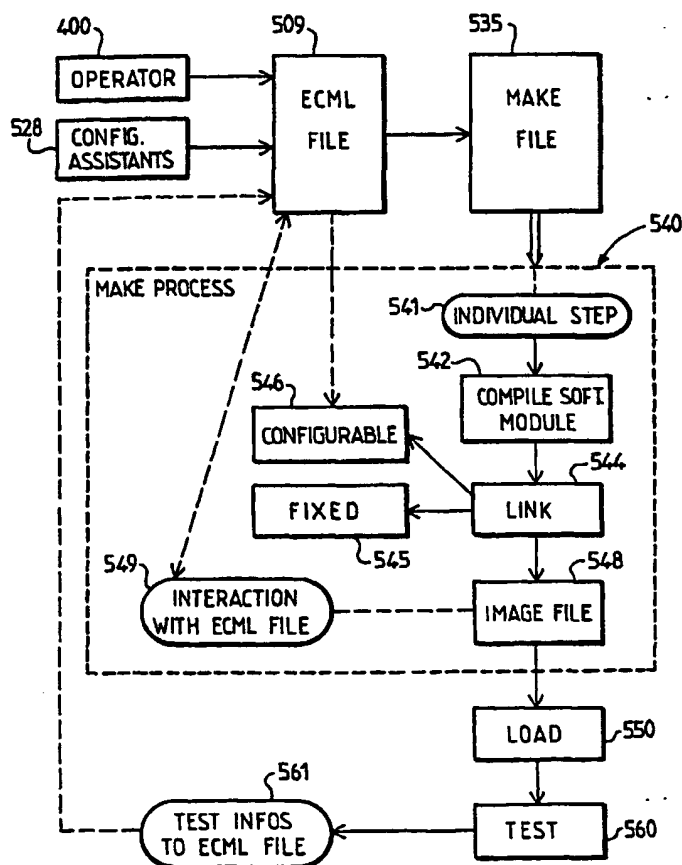 400
509
535
OPERATOR
ECML
FILE
MAKE
FILE
528
CONFIG.
ASSISTANTS
540
MAKE PROCESS
541
INDIVIDUAL STEP
542
COMPILE SOFT.
MODULE
546
CONFIGURABLE
544
LINK
FIXED
545
548
IMAGE FILE
549
INTERACTION
WITH ECML FILE
LOAD
550
561
TEST INFOS
TO ECML FILE
TEST
560